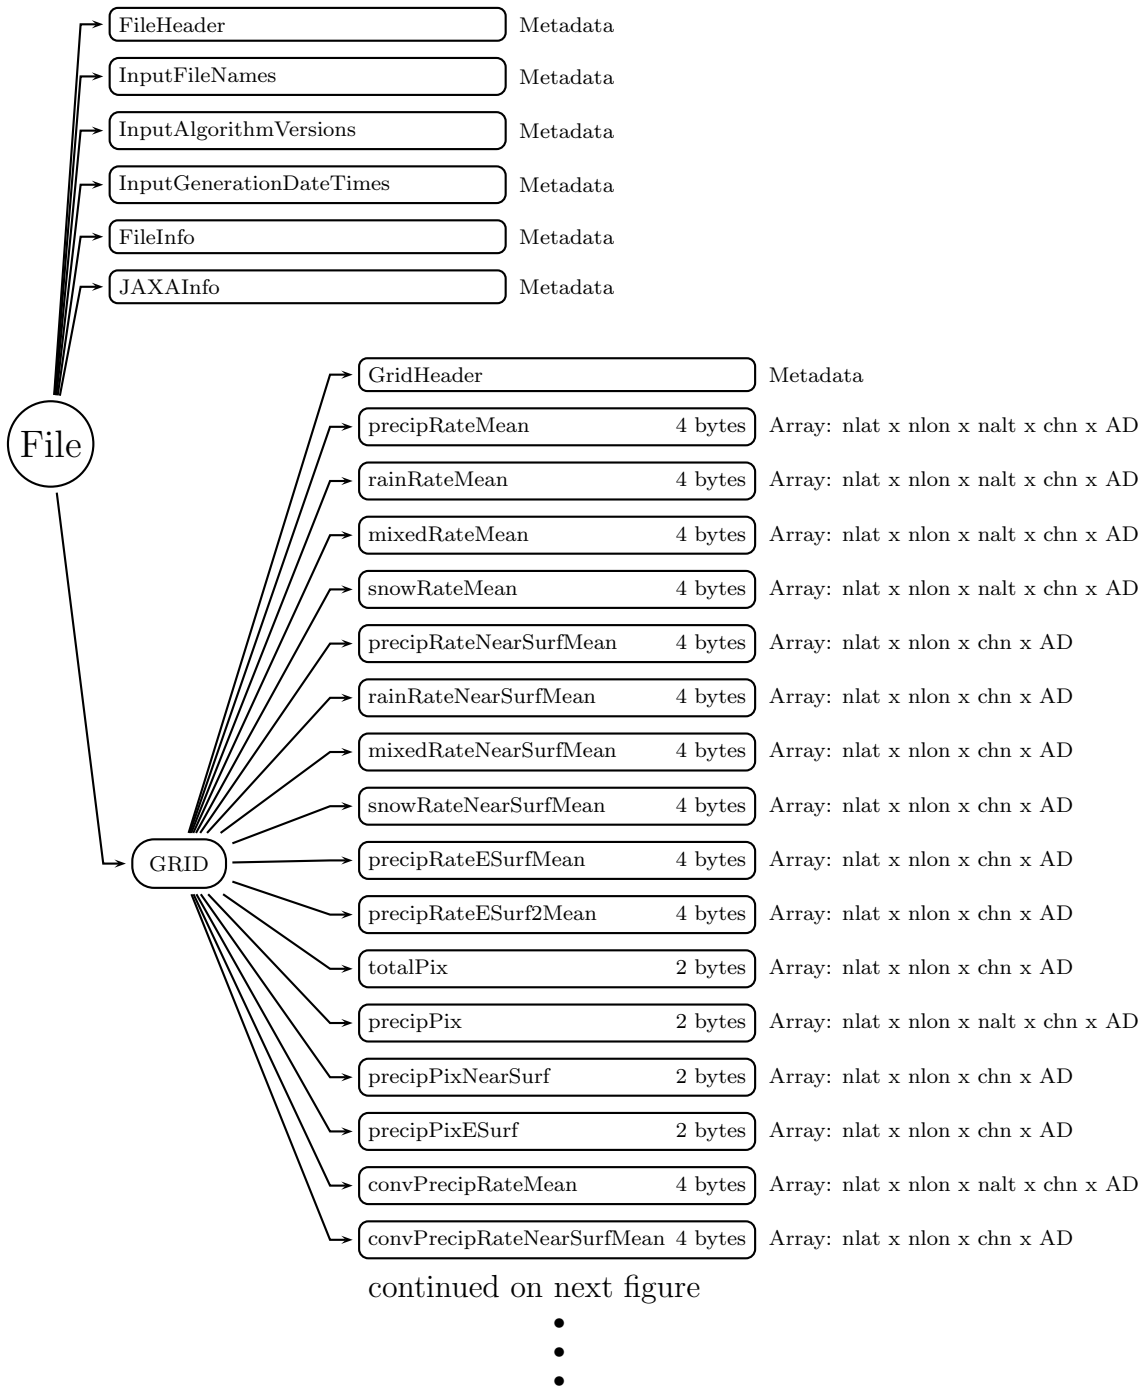 FileHeader Metadata
InputFileNames Metadata
InputAlgorithmVersions Metadata
InputGenerationDateTimes Metadata
FileInfo Metadata
JAXAInfo Metadata
GridHeader Metadata
precipRateMean 4 bytes Array: nlat x nlon x nalt x chn x AD
File
rainRateMean 4 bytes Array: nlat x nlon x nalt x chn x AD
mixedRateMean 4 bytes Array: nlat x nlon x nalt x chn x AD
snowRateMean 4 bytes Array: nlat x nlon x nalt x chn x AD
precipRateNearSurfMean 4 bytes Array: nlat x nlon x chn x AD
rainRateNearSurfMean 4 bytes Array: nlat x nlon x chn x AD
mixedRateNearSurfMean 4 bytes Array: nlat x nlon x chn x AD
snowRateNearSurfMean 4 bytes Array: nlat x nlon x chn x AD
GRID
precipRateESurfMean 4 bytes Array: nlat x nlon x chn x AD
precipRateESurf2Mean 4 bytes Array: nlat x nlon x chn x AD
totalPix 2 bytes Array: nlat x nlon x chn x AD
precipPix 2 bytes Array: nlat x nlon x nalt x chn x AD
precipPixNearSurf 2 bytes Array: nlat x nlon x chn x AD
precipPixESurf 2 bytes Array: nlat x nlon x chn x AD
convPrecipRateMean 4 bytes Array: nlat x nlon x nalt x chn x AD
convPrecipRateNearSurfMean 4 bytes Array: nlat x nlon x chn x AD
continued on next figure